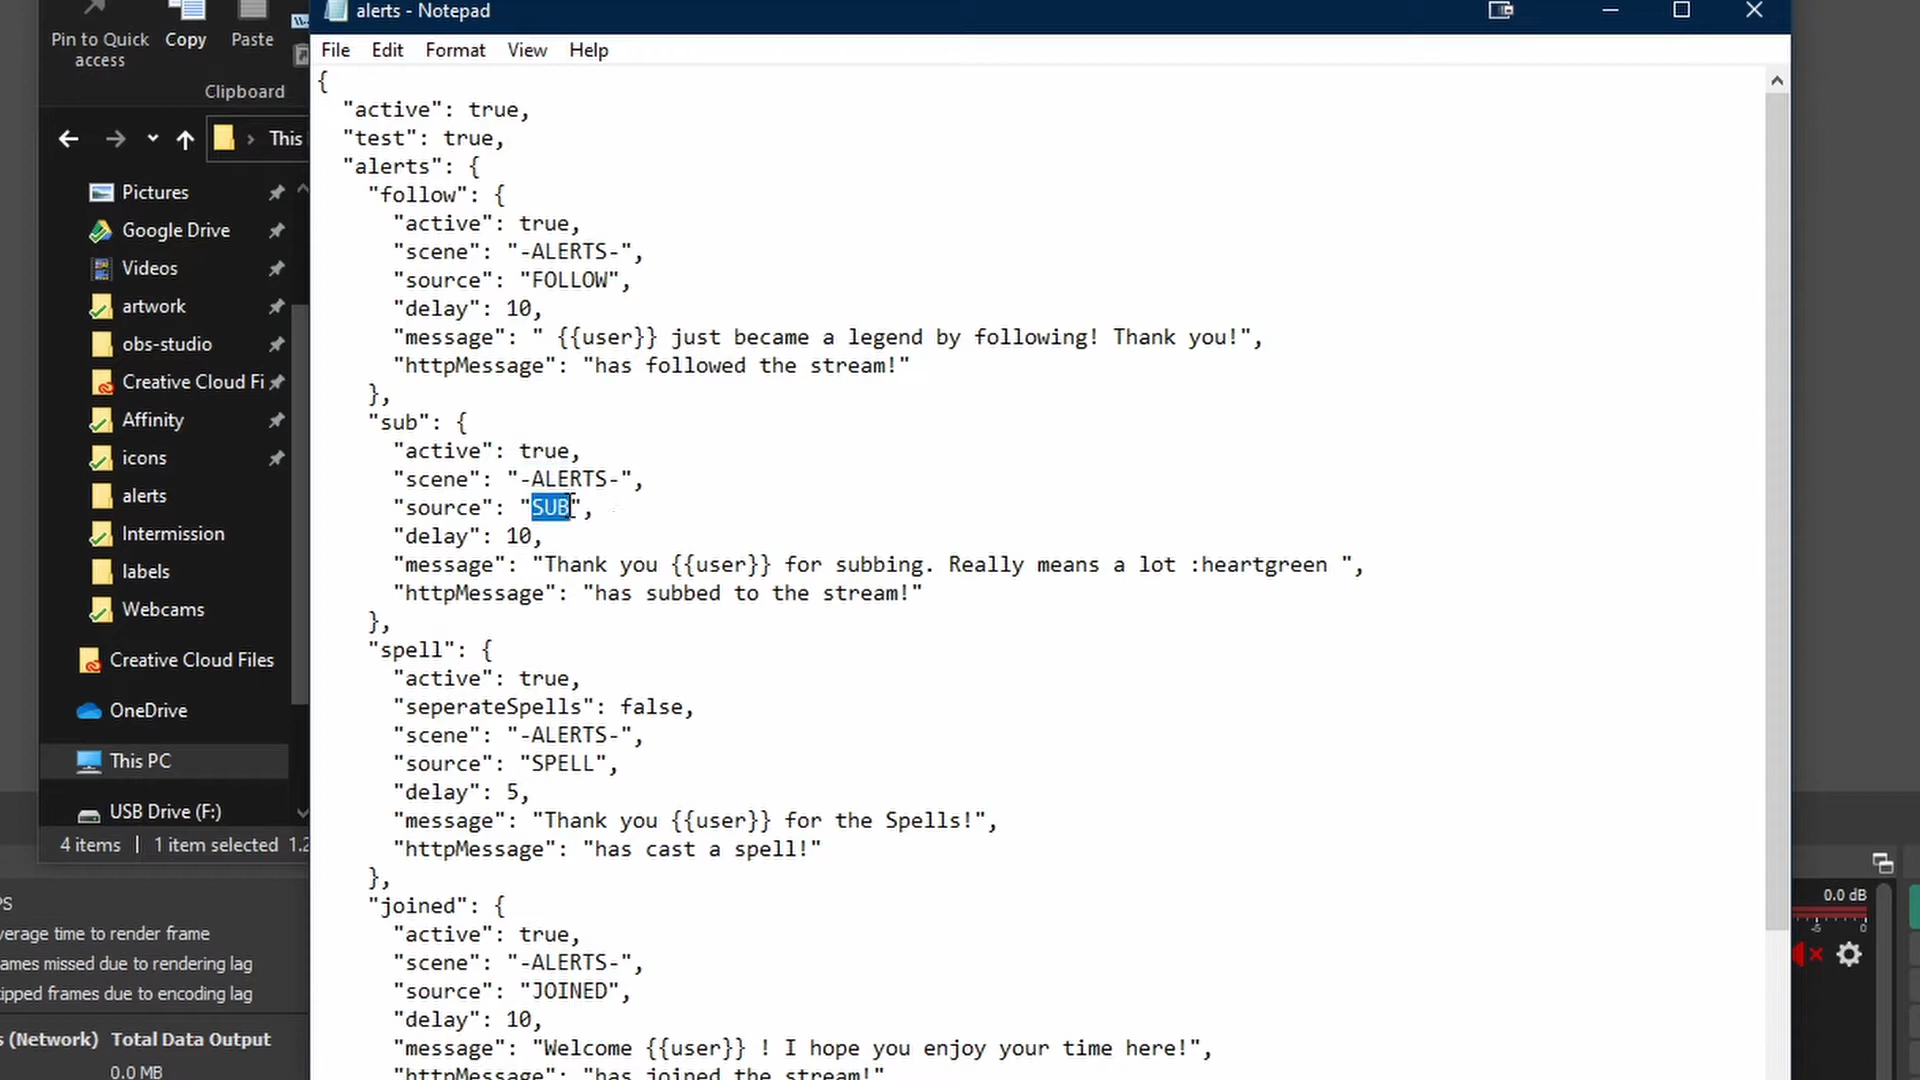 alerts - Notepad
Pin to Quick
access
Copy
Paste
Clipboard
File Edit Format View Help
This
Pictures
Google Drive
Videos
artwork
obs-studio
Creative Cloud Fi
Affinity
icons
alerts
Intermission
labels
Webcams
Creative Cloud Files
OneDrive
This PC
USB Drive (F:)
4 items
1 item selected 1.2
{
"active": true,
"test": true,
"alerts": {
"follow": {
"active": true,
"scene": "-ALERTS-",
"source": "FOLLOW",
"delay": 10,
"message": " {{user}} just became a legend by following! Thank you!",
"httpMessage": "has followed the stream!"
},
"sub": {
"active": true,
"scene": "-ALERTS-",
"source": "SUB",
"delay": 10,
"message": "Thank you {{user}} for subbing. Really means a lot :heartgreen ",
"httpMessage": "has subbed to the stream!"
},
"spell": {
"active": true,
"seperateSpells": false,
"scene": "-ALERTS-",
"source": "SPELL",
"delay": 5,
"message": "Thank you {{user}} for the Spells!",
"httpMessage": "has cast a spell!"
},
"joined": {
"active": true,
"scene": "-ALERTS-",
"source": "JOINED",
"delay": 10,
"message": "Welcome {{user}} ! I hope you enjoy your time here!",
"httpMessage": "has joined the stream!"
PS
verage time to render frame
ames missed due to rendering lag
kipped frames due to encoding lag
s (Network) Total Data Output
0.0 MB
0.0 dB
-5 0